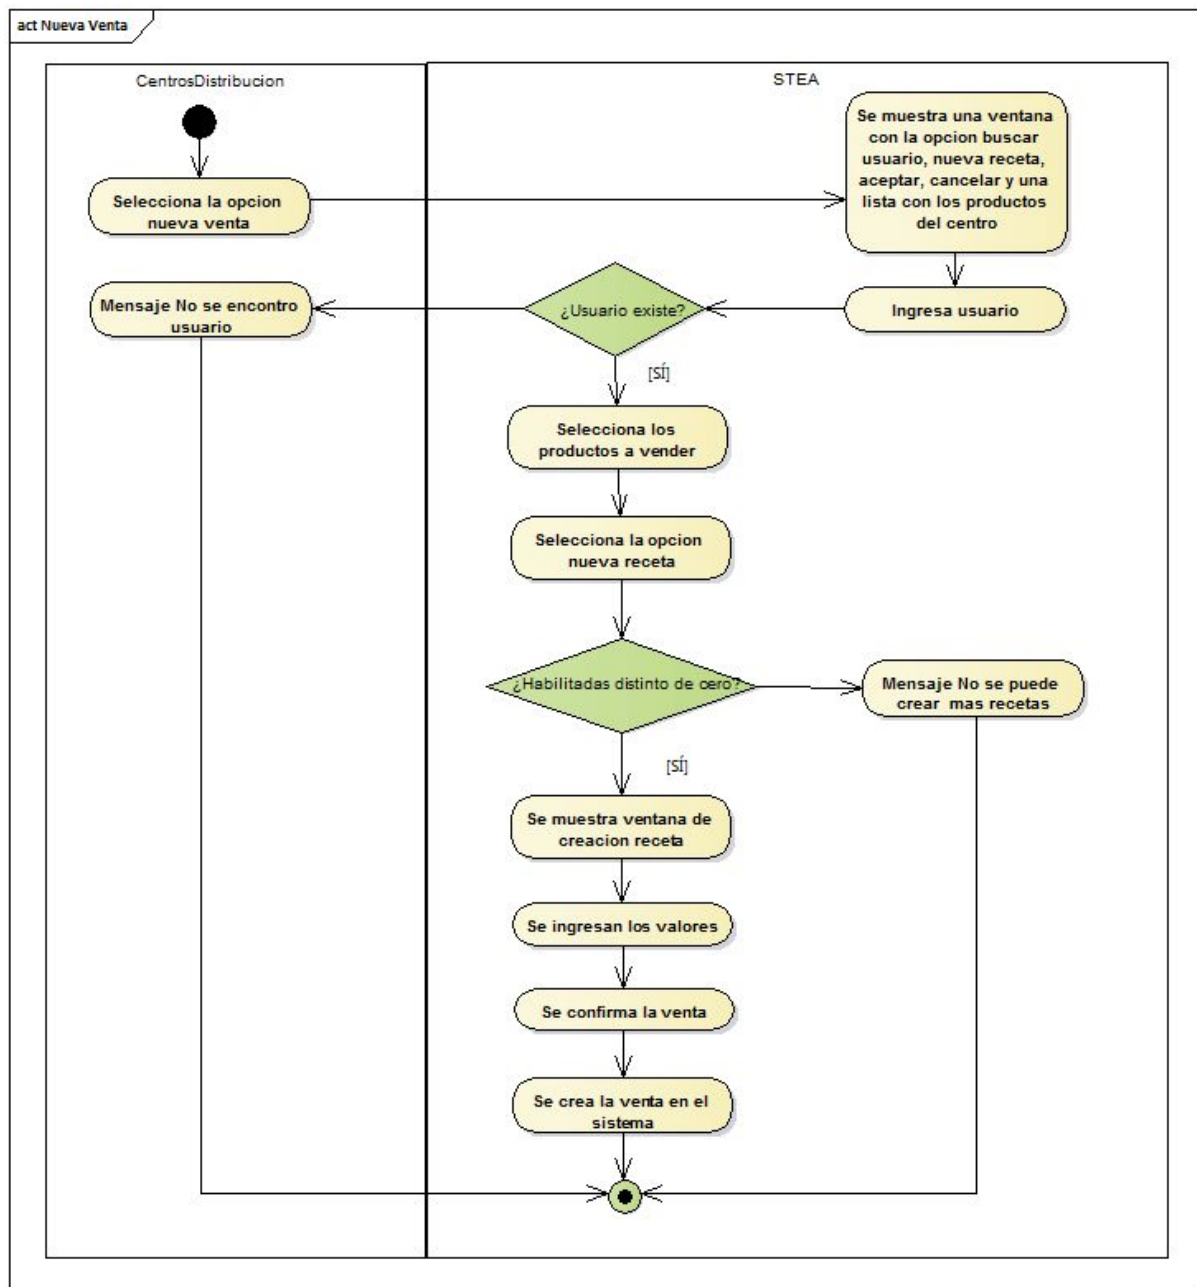 act Nueva Venta
CentrosDistribucion
STEA
Se muestra una ventana
con la opcion buscar
usuario, nueva receta,
aceptar, cancelar y una
lista con los productos
del centro
Selecciona la opcion
nueva venta
Mensaje No se encontro
usuario
¿Usuario existe?
Ingresa usuario
[SÍ]
Selecciona los
productos a vender
Selecciona la opcion
nueva receta
¿Habilitadas distinto de cero?
Mensaje No se puede
crear mas recetas
[SÍ]
Se muestra ventana de
creacion receta
Se ingresan los valores
Se confirma la venta
Se crea la venta en el
sistema